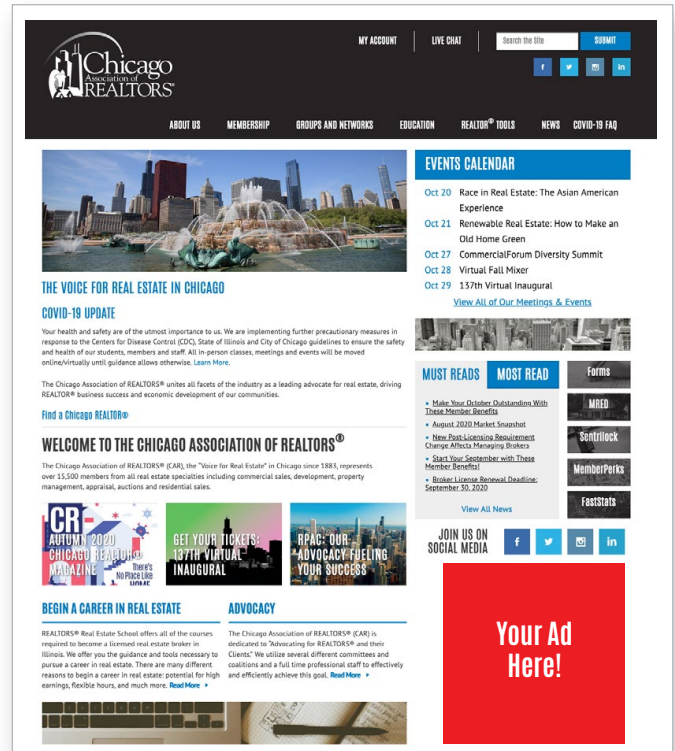 Chicago
Association of
REALTORS®
MY ACCOUNT
LIVE CHAT
Search the Site
SUBMIT
ABOUT US
MEMBERSHIP
GROUPS AND NETWORKS
EDUCATION
REALTOR® TOOLS
NEWS
COVID-19 FAQ
THE VOICE FOR REAL ESTATE IN CHICAGO
COVID-19 UPDATE
Your health and safety are of the utmost importance to us. We are implementing further precautionary measures in
response to the Centers for Disease Control (CDC), State of Illinois and City of Chicago guidelines to ensure the safety
and health of our students, members and staff. All in-person classes, meetings and events will be moved
online/virtually until guidance allows otherwise. Learn More.
The Chicago Association of REALTORS® unites all facets of the industry as a leading advocate for real estate, driving
REALTOR® business success and economic development of our communities.
Find a Chicago REALTOR®
WELCOME TO THE CHICAGO ASSOCIATION OF REALTORS®
The Chicago Association of REALTORS® (CAR), the "Voice for Real Estate" in Chicago since 1883, represents
over 15,500 members from all real estate specialties including commercial sales, development, property
management, appraisal, auctions and residential sales.
CR
AUTUMN 2020
CHICAGO REALTOR®
MAGAZINE
There's
No Place Like
HOME
GET YOUR TICKETS:
137TH VIRTUAL
INAUGURAL
RPAC: OUR
ADVOCACY FUELING
YOUR SUCCESS
BEGIN A CAREER IN REAL ESTATE
REALTORS® Real Estate School offers all of the courses
required to become a licensed real estate broker in
Illinois. We offer you the guidance and tools necessary to
pursue a career in real estate. There are many different
reasons to begin a career in real estate: potential for high
earnings, flexible hours, and much more. Read More
ADVOCACY
The Chicago Association of REALTORS® (CAR) is
dedicated to "Advocating for REALTORS® and their
Clients." We utilize several different committees and
coalitions and a full time professional staff to effectively
and efficiently achieve this goal. Read More
EVENTS CALENDAR
Oct 20 Race in Real Estate: The Asian American
Experience
Oct 21 Renewable Real Estate: How to Make an
Old Home Green
Oct 27 CommercialForum Diversity Summit
Oct 28 Virtual Fall Mixer
Oct 29 137th Virtual Inaugural
View All of Our Meetings & Events
MUST READS
MOST READ
• Make Your October Outstanding With
These Member Benefits
• August 2020 Market Snapshot
• New Post-Licensing Requirement
Change Affects Managing Brokers
• Start Your September with These
Member Benefits!
• Broker License Renewal Deadline:
September 30, 2020
View All News
Forms
MRED
Sentrilock
MemberPerks
FastStats
JOIN US ON
SOCIAL MEDIA
Your Ad
Here!